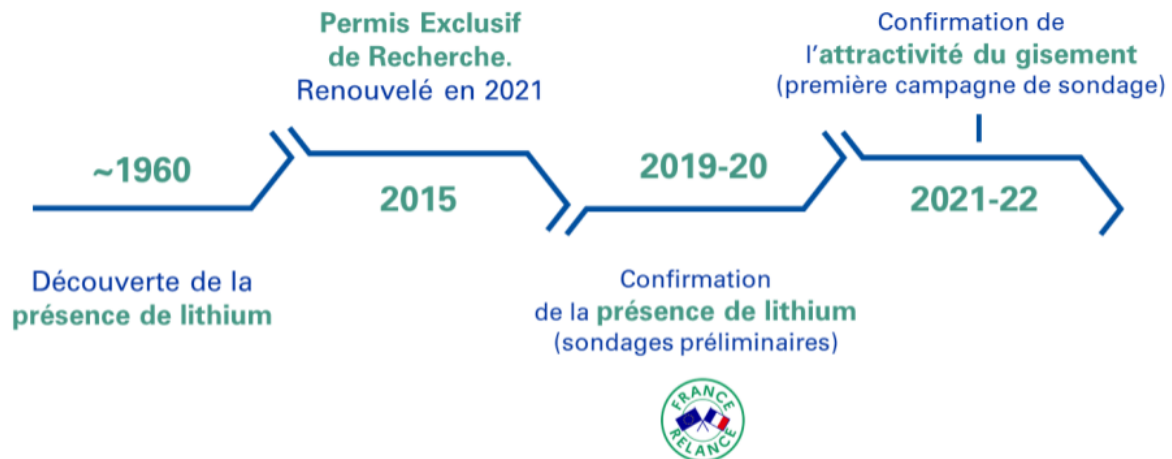 ~1960
Découverte de la
présence de lithium
Permis Exclusif
de Recherche.
Renouvelé en 2021
2015
2019-20
Confirmation
de la présence de lithium
(sondages préliminaires)
FRANCE
RELANCE
Confirmation de
l'attractivité du gisement
(première campagne de sondage)
2021-22